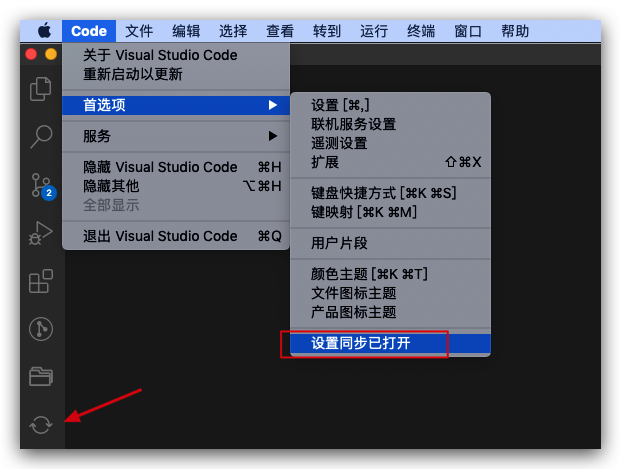 Code 文件 编辑 选择 查看 转到 运行 终端 窗口 帮助
关于 Visual Studio Code
重新启动以更新
首选项 ▶
服务 ▶
隐藏 Visual Studio Code ⌘H
隐藏其他 ⌥⌘H
全部显示
退出 Visual Studio Code ⌘Q
设置 [⌘,]
联机服务设置
遥测设置
扩展 ⇧⌘X
键盘快捷方式 [⌘K ⌘S]
键映射 [⌘K ⌘M]
用户片段
颜色主题 [⌘K ⌘T]
文件图标主题
产品图标主题
设置同步已打开
2